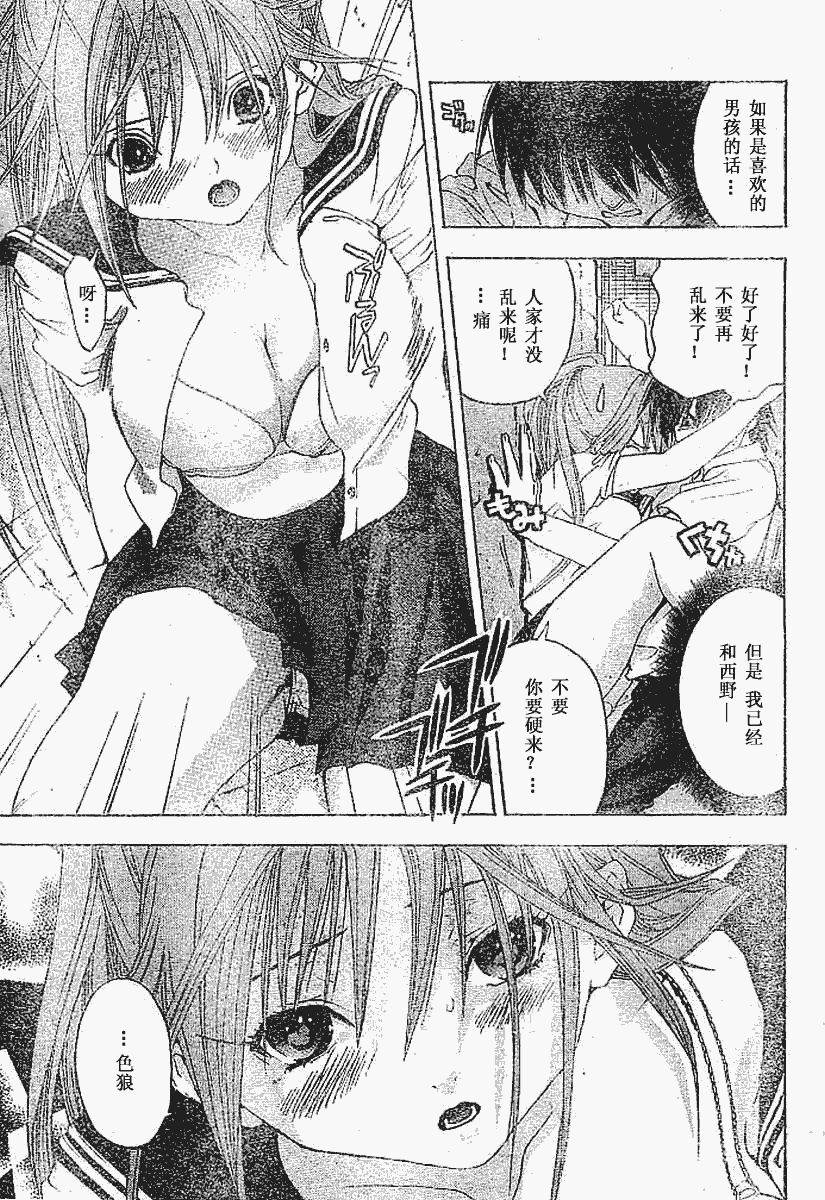 如果是喜欢的
男孩的话…
好了好了！
不要再
乱来了！
人家才没
乱来呢！
…痛
但是 我已经
和西野—
不要
你要硬来？…
呀…
…色狼